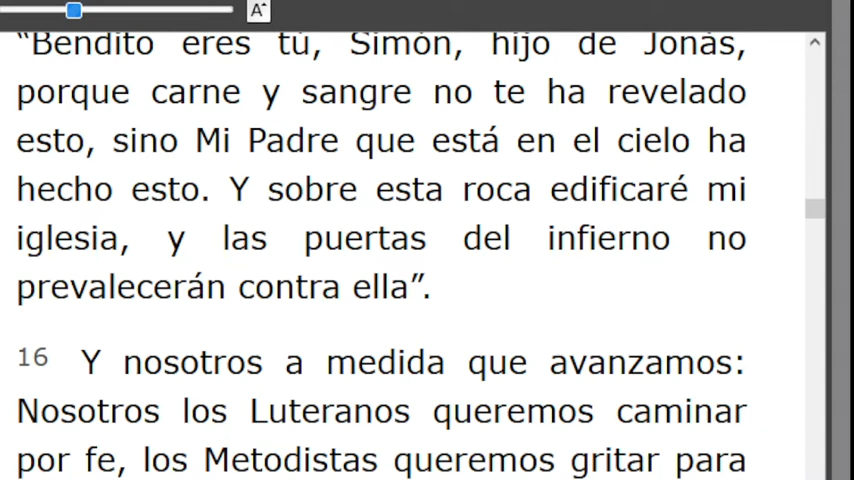 A
“Bendito eres tú, Simón, hijo de Jonás,
porque carne y sangre no te ha revelado
esto, sino Mi Padre que está en el cielo ha
hecho esto. Y sobre esta roca edificaré mi
iglesia, y las puertas del infierno no
prevalecerán contra ella”.
16 Y nosotros a medida que avanzamos:
Nosotros los Luteranos queremos caminar
por fe, los Metodistas queremos gritar para